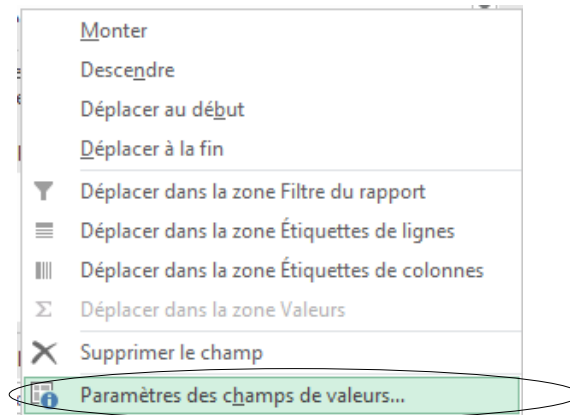 Monter
Descendre
Déplacer au début
Déplacer à la fin
Déplacer dans la zone Filtre du rapport
Déplacer dans la zone Étiquettes de lignes
Déplacer dans la zone Étiquettes de colonnes
Déplacer dans la zone Valeurs
Supprimer le champ
Paramètres des champs de valeurs...